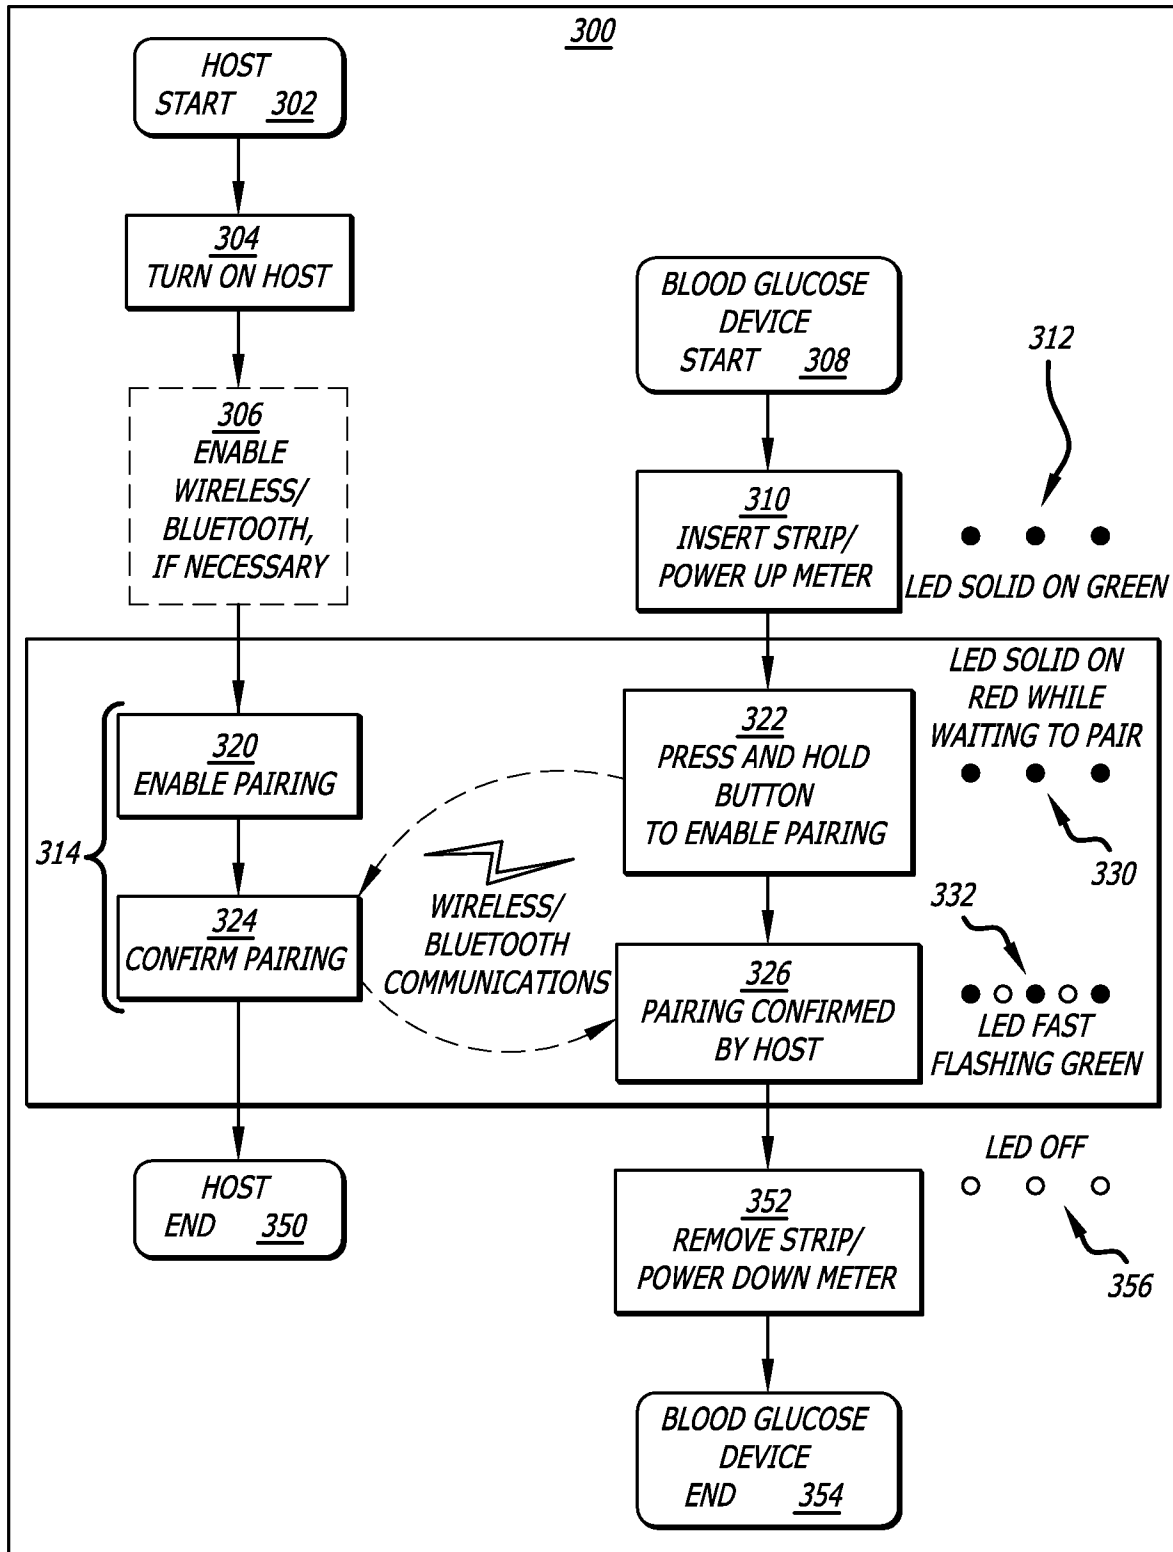 300
HOST
START 302
304
TURN ON HOST
306
ENABLE
WIRELESS/
BLUETOOTH,
IF NECESSARY
BLOOD GLUCOSE
DEVICE
START 308
310
INSERT STRIP/
POWER UP METER
312
LED SOLID ON GREEN
314
320
ENABLE PAIRING
324
CONFIRM PAIRING
WIRELESS/
BLUETOOTH
COMMUNICATIONS
322
PRESS AND HOLD
BUTTON
TO ENABLE PAIRING
LED SOLID ON
RED WHILE
WAITING TO PAIR
330
332
326
PAIRING CONFIRMED
BY HOST
LED FAST
FLASHING GREEN
HOST
END 350
352
REMOVE STRIP/
POWER DOWN METER
LED OFF
356
BLOOD GLUCOSE
DEVICE
END 354